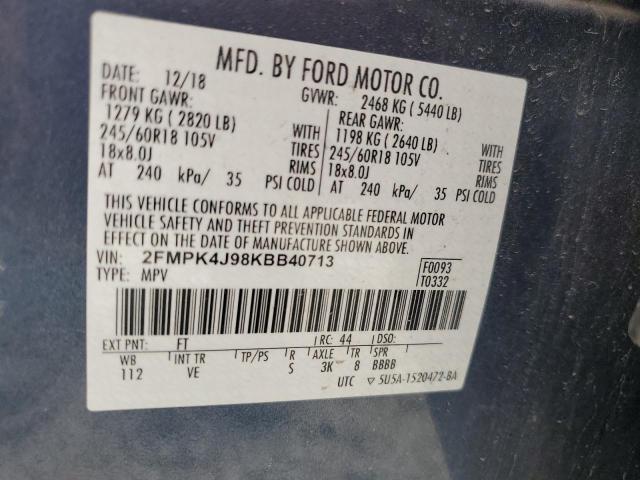 MFD. BY FORD MOTOR CO.
DATE: 12/18
GVWR: 2468 KG ( 5440 LB)
FRONT GAWR:
1279 KG ( 2820 LB)
245/60R18 105V WITH TIRES
18x8.0J RIMS
AT 240 kPa/ 35 PSI COLD
REAR GAWR:
1198 KG ( 2640 LB)
245/60R18 105V WITH TIRES
18x8.0J RIMS
AT 240 kPa/ 35 PSI COLD
THIS VEHICLE CONFORMS TO ALL APPLICABLE FEDERAL MOTOR
VEHICLE SAFETY AND THEFT PREVENTION STANDARDS IN
EFFECT ON THE DATE OF MANUFACTURE SHOWN ABOVE.
VIN: 2FMPK4J98KBB40713
TYPE: MPV
F0093
T0332
EXT PNT: FT RC: 44 DSO:
WB INT TR TP/PS R AXLE TR SPR
112 VE S 3K 8 BBBB
UTC 5U5A-1520472-BA